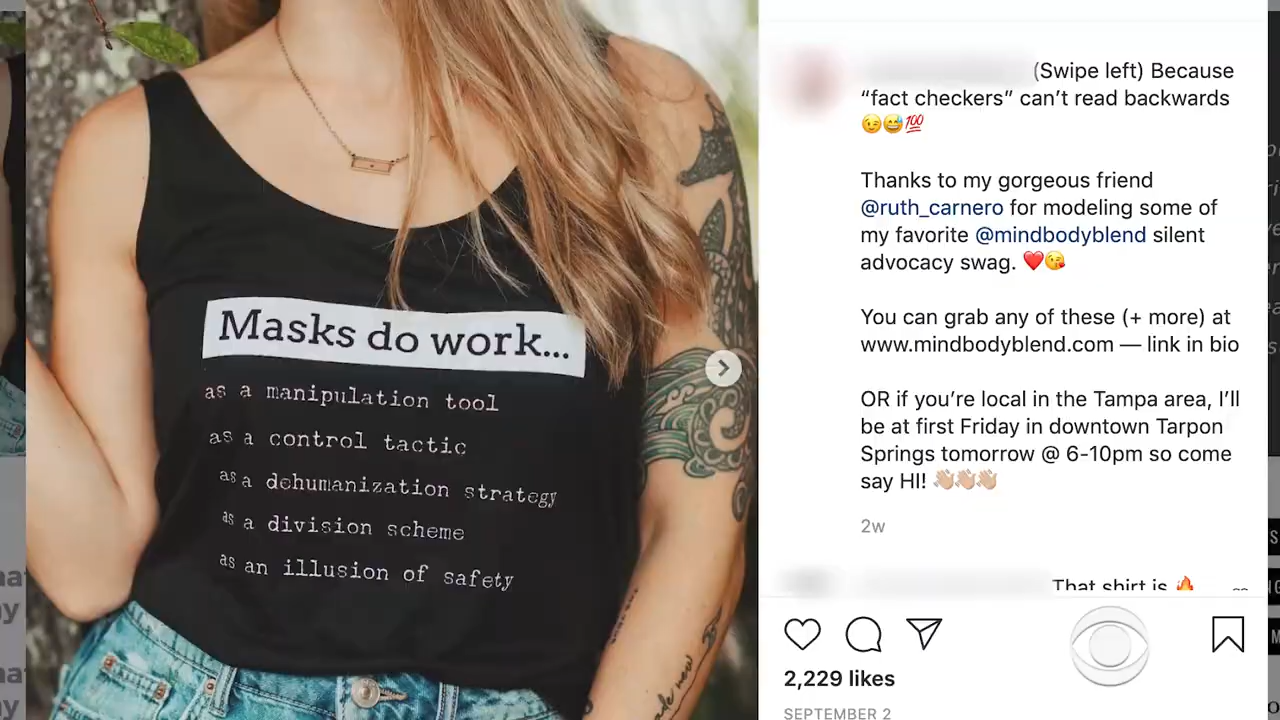 Masks do work...
as a manipulation tool
as a control tactic
as a dehumanization strategy
as a division scheme
as an illusion of safety
(Swipe left) Because
“fact checkers” can’t read backwards
😉😅💯
Thanks to my gorgeous friend
@ruth_carnero for modeling some of
my favorite @mindbodyblend silent
advocacy swag. ❤️😘
You can grab any of these (+ more) at
www.mindbodyblend.com — link in bio
OR if you’re local in the Tampa area, I’ll
be at first Friday in downtown Tarpon
Springs tomorrow @ 6-10pm so come
say HI! 👋🏼👋🏼👋🏼
2w
That shirt is 🔥
2,229 likes
SEPTEMBER 2